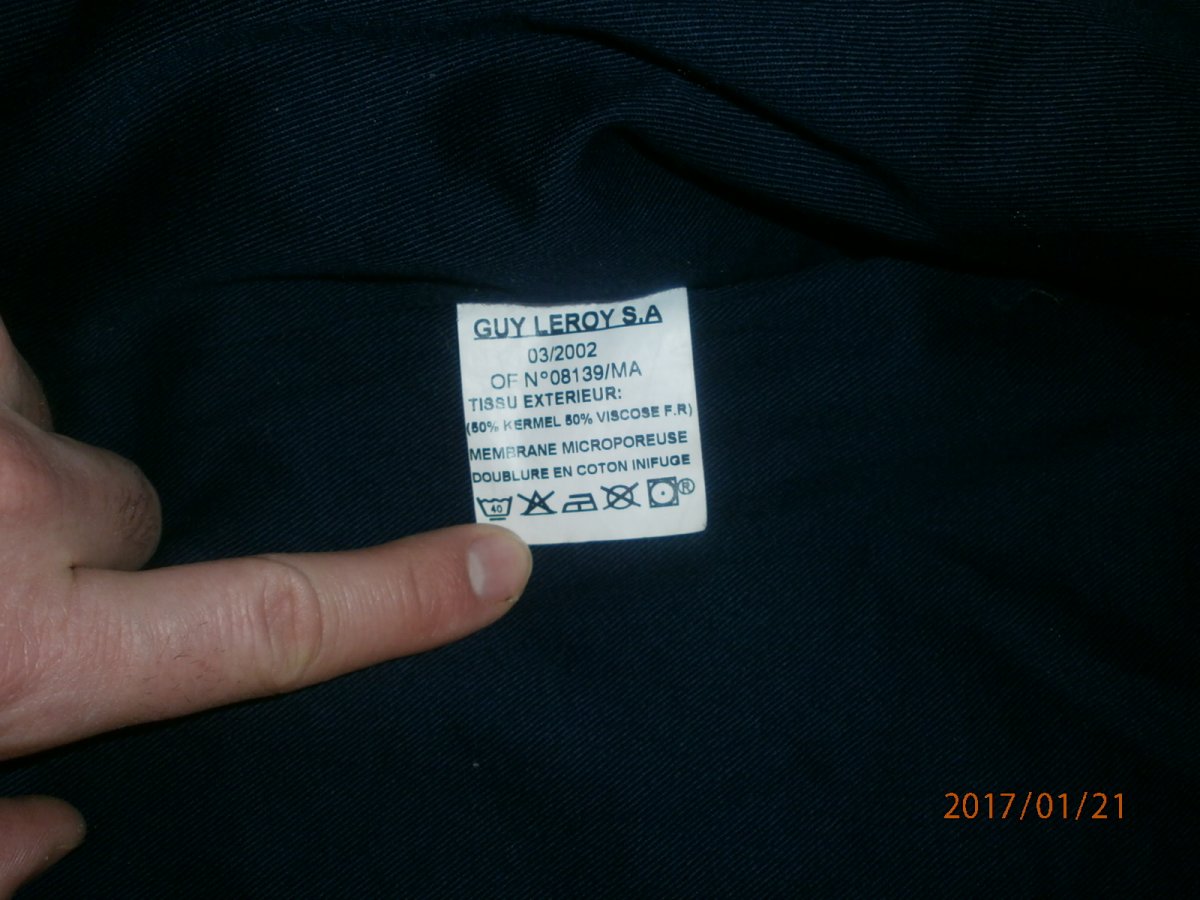 GUY LEROY S.A
03/2002
OF N°08139/MA
TISSU EXTERIEUR:
(50% KERMEL 50% VISCOSE F.R)
MEMBRANE MICROPOREUSE
DOUBLURE EN COTON INIFUGE
40 ®
2017/01/21